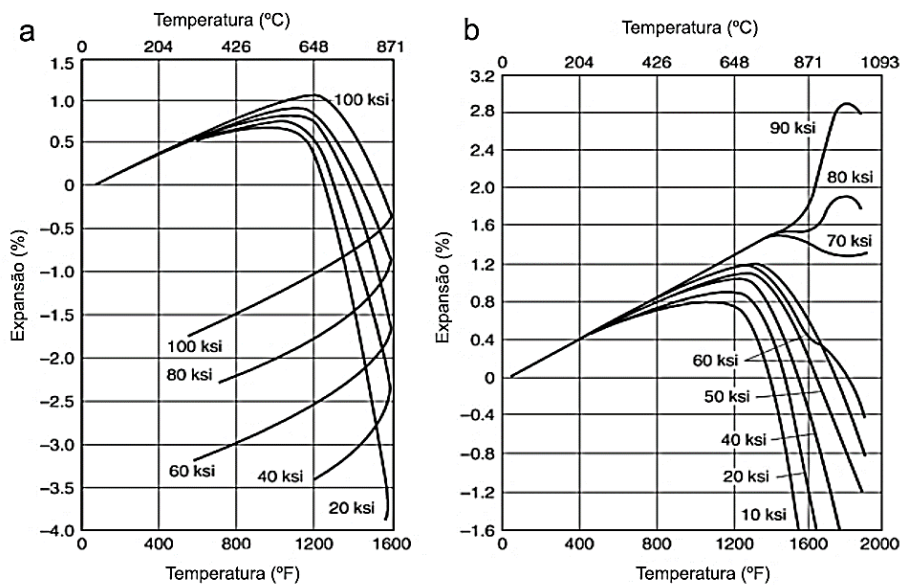 a
Temperatura (ºC)
0 204 426 648 871
1.5
1.0
0.5
0
−0.5
−1.0
−1.5
−2.0
−2.5
−3.0
−3.5
−4.0
Expansão (%)
100 ksi
100 ksi
80 ksi
60 ksi
40 ksi
20 ksi
0 400 800 1200 1600
Temperatura (ºF)
b
Temperatura (ºC)
0 204 426 648 871 1093
3.2
2.8
2.4
2.0
1.6
1.2
0.8
0.4
0
−0.4
−0.8
−1.2
−1.6
Expansão (%)
90 ksi
80 ksi
70 ksi
60 ksi
50 ksi
40 ksi
20 ksi
10 ksi
0 400 800 1200 1600 2000
Temperatura (ºF)